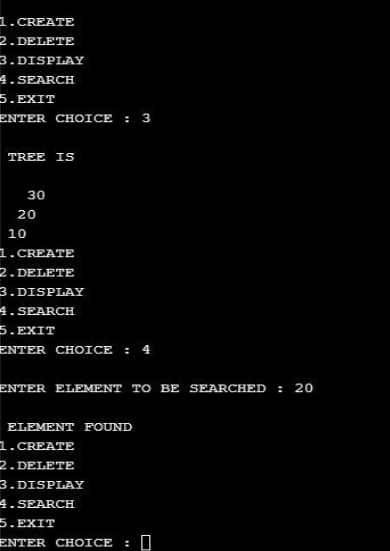 1.CREATE
2.DELETE
3.DISPLAY
4.SEARCH
5.EXIT
ENTER CHOICE : 3
TREE IS
30
20
10
1.CREATE
2.DELETE
3.DISPLAY
4.SEARCH
5.EXIT
ENTER CHOICE : 4
ENTER ELEMENT TO BE SEARCHED : 20
ELEMENT FOUND
1.CREATE
2.DELETE
3.DISPLAY
4.SEARCH
5.EXIT
ENTER CHOICE :